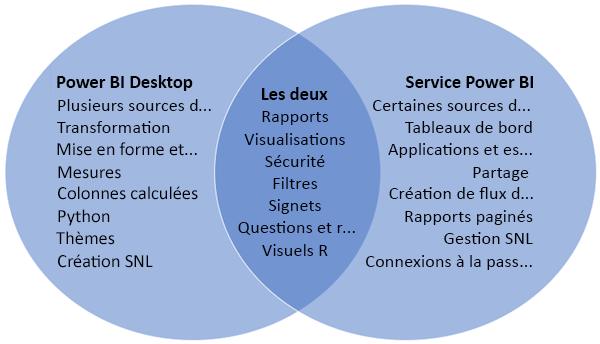 Power BI Desktop
Plusieurs sources d...
Transformation
Mise en forme et...
Mesures
Colonnes calculées
Python
Thèmes
Création SNL
Les deux
Rapports
Visualisations
Sécurité
Filtres
Signets
Questions et r...
Visuels R
Service Power BI
Certaines sources d...
Tableaux de bord
Applications et es...
Partage
Création de flux d...
Rapports paginés
Gestion SNL
Connexions à la pass...